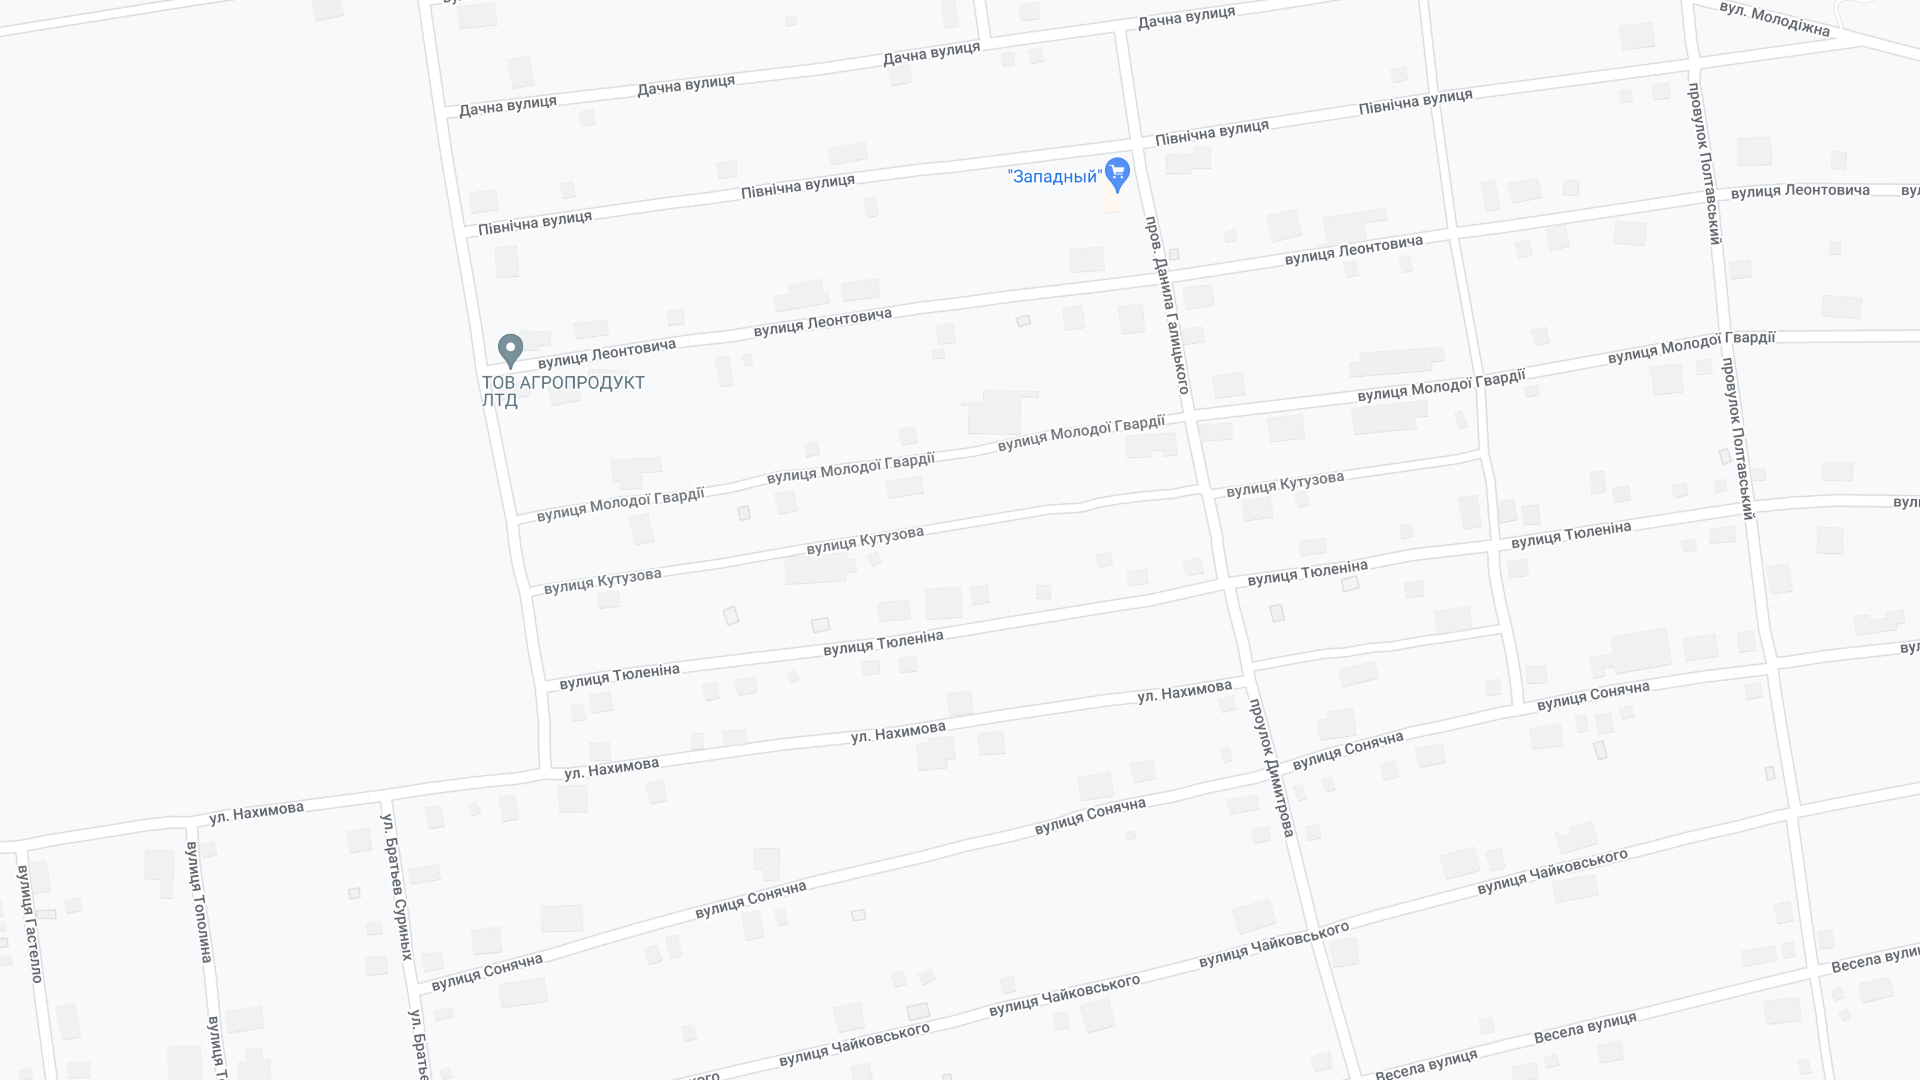 вул. Молодіжна
Дачна вулиця
Дачна вулиця
Дачна вулиця
Дачна вулиця
Північна вулиця
Північна вулиця
Північна вулиця
Північна вулиця
провулок Полтавський
"Западный"
вулиця Леонтовича
вулиця Леонтовича
вулиця Леонтовича
вулиця Леонтовича
пров. Данила Галицького
ТОВ АГРОПРОДУКТ
ЛТД
вулиця Молодої Гвардії
вулиця Молодої Гвардії
вулиця Молодої Гвардії
вулиця Молодої Гвардії
вулиця Молодої Гвардії
провулок Полтавський
вулиця Кутузова
вулиця Кутузова
вулиця Кутузова
вулиця Тюленіна
вулиця Тюленіна
вулиця Тюленіна
вулиця Тюленіна
ул. Нахимова
ул. Нахимова
ул. Нахимова
ул. Нахимова
проулок Димитрова
вулиця Сонячна
вулиця Сонячна
вулиця Сонячна
вулиця Сонячна
вулиця Сонячна
ул. Братьев Суриных
вулиця Тополина
вулиця Гастелло
вулиця Чайковського
вулиця Чайковського
вулиця Чайковського
вулиця Чайковського
Весела вулиця
Весела вулиця
Весела вули
вулиця Т
ул. Братье